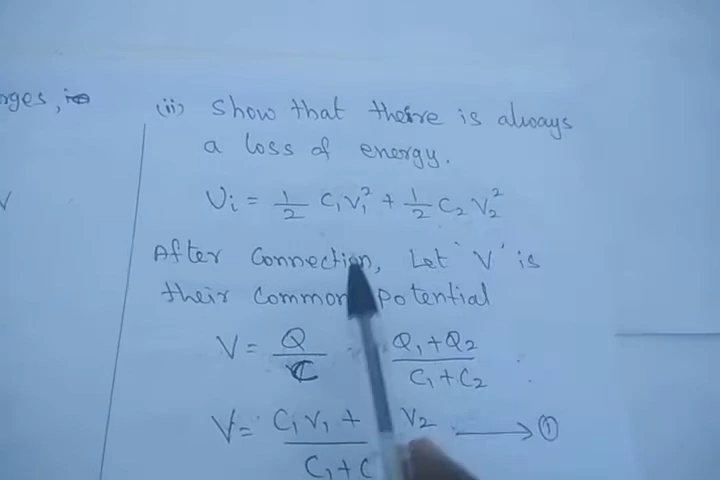 rges,
V
(ii) Show that there is always
a loss of energy.
Ui = 1/2 C1V1² + 1/2 C2V2²
After Connection, Let 'V' is
their common potential
V = Q/C Q1+Q2/C1+C2
V = C1V1 + V2/C1+C → ①